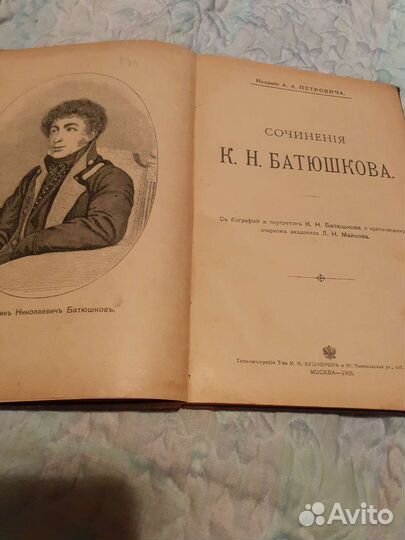 Николаевичъ Батюшковъ.
Изданіе А. А. ПЕТРОВИЧА.
СОЧИНЕНІЯ
К. Н. БАТЮШКОВА.
Съ біографіей и портретомъ К. Н. Батюшкова и критическимъ
очеркомъ академика Л. Н. Майкова.
Типо-литографія Т-ва И. Н. КУШНЕРЕВЪ и Ко. Пименовская ул., соб.
МОСКВА—1905.
Avito